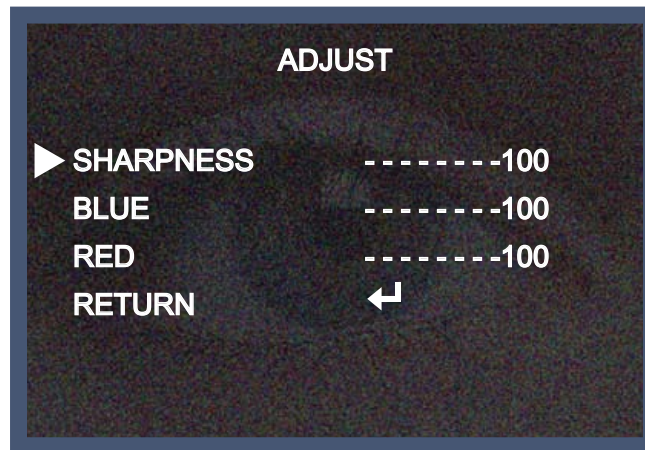 ADJUST
SHARPNESS --------100
BLUE --------100
RED --------100
RETURN ↵